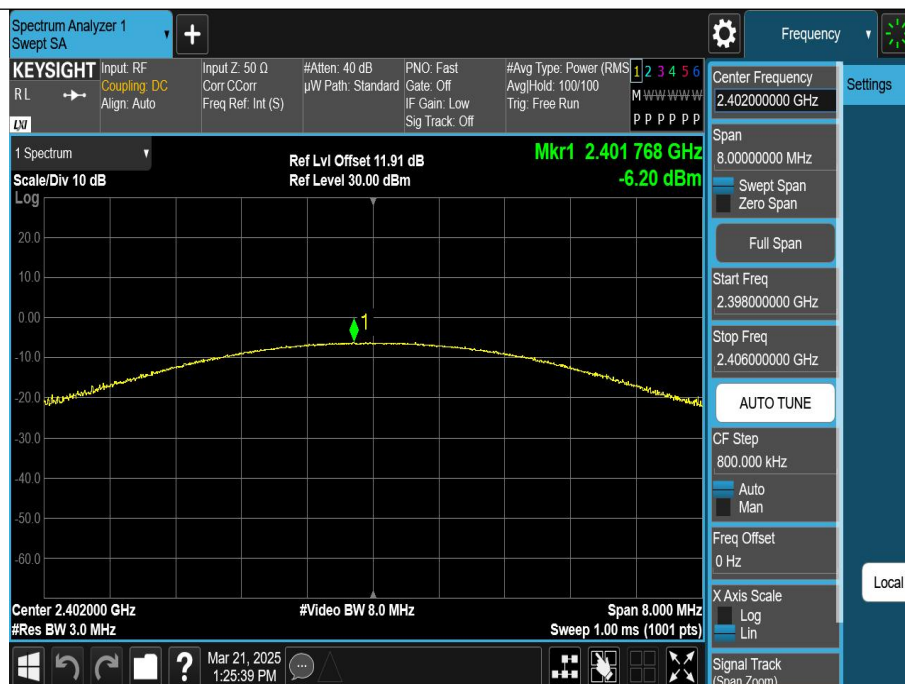 Spectrum Analyzer 1
Swept SA
+
Frequency
KEYSIGHT
RL
LXI
Input: RF
Coupling: DC
Align: Auto
Input Z: 50 Ω
Corr CCorr
Freq Ref: Int (S)
#Atten: 40 dB
µW Path: Standard
PNO: Fast
Gate: Off
IF Gain: Low
Sig Track: Off
#Avg Type: Power (RMS
Avg|Hold: 100/100
Trig: Free Run
1 2 3 4 5 6
M W W W W W
P P P P P P
1 Spectrum
Scale/Div 10 dB
Log
Ref Lvl Offset 11.91 dB
Ref Level 30.00 dBm
Mkr1 2.401 768 GHz
-6.20 dBm
20.0
10.0
0.00
-10.0
-20.0
-30.0
-40.0
-50.0
-60.0
1
Center 2.402000 GHz
#Res BW 3.0 MHz
#Video BW 8.0 MHz
Span 8.000 MHz
Sweep 1.00 ms (1001 pts)
?
Mar 21, 2025
1:25:39 PM
Center Frequency
2.402000000 GHz
Span
8.00000000 MHz
Swept Span
Zero Span
Full Span
Start Freq
2.398000000 GHz
Stop Freq
2.406000000 GHz
AUTO TUNE
CF Step
800.000 kHz
Auto
Man
Freq Offset
0 Hz
X Axis Scale
Log
Lin
Signal Track
(Span Zoom)
Settings
Local